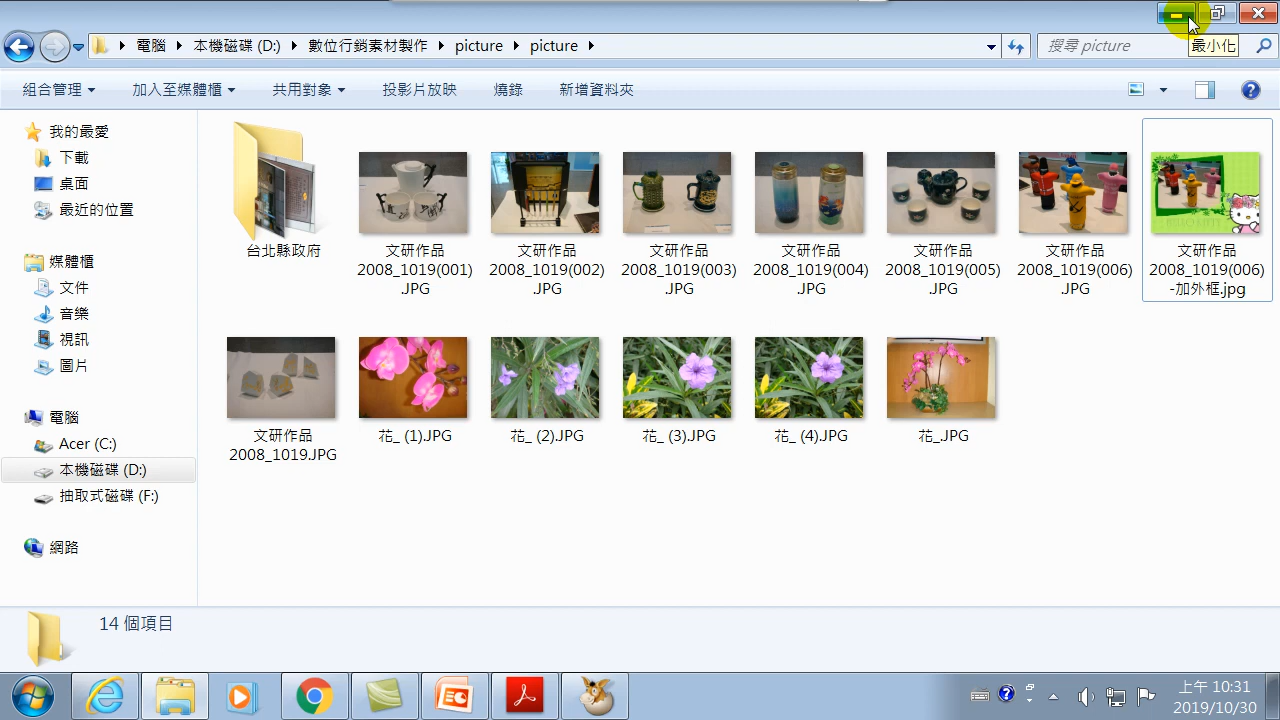 電腦 本機磁碟 (D:) 數位行銷素材製作 picture picture
搜尋 picture
最小化
組合管理 加入至媒體櫃 共用對象 投影片放映 燒錄 新增資料夾
我的最愛
下載
桌面
最近的位置
媒體櫃
文件
音樂
視訊
圖片
電腦
Acer (C:)
本機磁碟 (D:)
抽取式磁碟 (F:)
網路
台北縣政府
文研作品
2008_1019(001)
.JPG
文研作品
2008_1019(002)
.JPG
文研作品
2008_1019(003)
.JPG
文研作品
2008_1019(004)
.JPG
文研作品
2008_1019(005)
.JPG
文研作品
2008_1019(006)
.JPG
文研作品
2008_1019(006)
-加外框.jpg
文研作品
2008_1019.JPG
花_ (1).JPG
花_ (2).JPG
花_ (3).JPG
花_ (4).JPG
花_.JPG
14 個項目
上午 10:31
2019/10/30